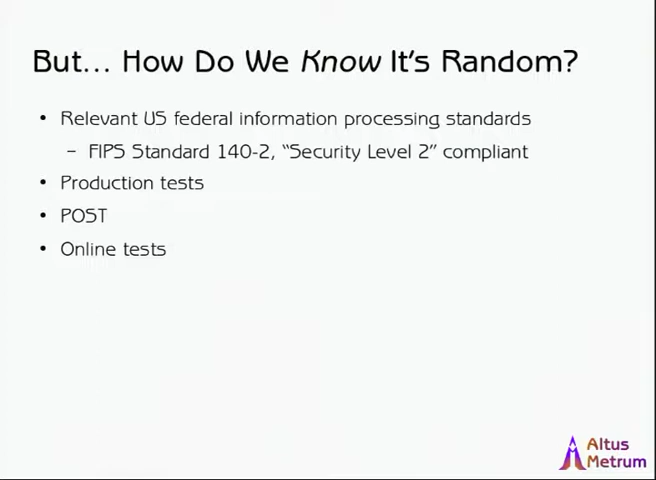 But... How Do We Know It's Random?
• Relevant US federal information processing standards
– FIPS Standard 140-2, “Security Level 2” compliant
• Production tests
• POST
• Online tests
Altus
Metrum